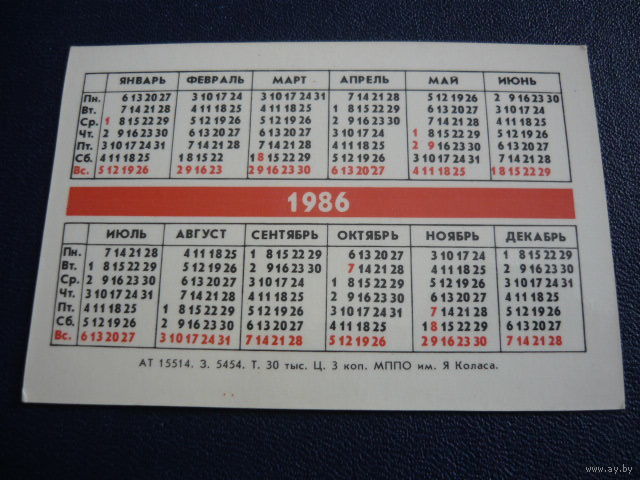 ЯНВАРЬ ФЕВРАЛЬ МАРТ АПРЕЛЬ МАЙ ИЮНЬ
Пн. 6 13 20 27 3 10 17 24 3 10 17 24 31 7 14 21 28 5 12 19 26 2 9 16 23 30
Вт. 7 14 21 28 4 11 18 25 4 11 18 25 1 8 15 22 29 6 13 20 27 3 10 17 24
Ср. 1 8 15 22 29 5 12 19 26 5 12 19 26 2 9 16 23 30 7 14 21 28 4 11 18 25
Чт. 2 9 16 23 30 6 13 20 27 6 13 20 27 3 10 17 24 1 8 15 22 29 5 12 19 26
Пт. 3 10 17 24 31 7 14 21 28 7 14 21 28 4 11 18 25 2 9 16 23 30 6 13 20 27
Сб. 4 11 18 25 1 8 15 22 1 8 15 22 29 5 12 19 26 3 10 17 24 31 7 14 21 28
Вс. 5 12 19 26 2 9 16 23 2 9 16 23 30 6 13 20 27 4 11 18 25 1 8 15 22 29
1986
ИЮЛЬ АВГУСТ СЕНТЯБРЬ ОКТЯБРЬ НОЯБРЬ ДЕКАБРЬ
Пн. 7 14 21 28 4 11 18 25 1 8 15 22 29 6 13 20 27 3 10 17 24 1 8 15 22 29
Вт. 1 8 15 22 29 5 12 19 26 2 9 16 23 30 7 14 21 28 4 11 18 25 2 9 16 23 30
Ср. 2 9 16 23 30 6 13 20 27 3 10 17 24 1 8 15 22 29 5 12 19 26 3 10 17 24 31
Чт. 3 10 17 24 31 7 14 21 28 4 11 18 25 2 9 16 23 30 6 13 20 27 4 11 18 25
Пт. 4 11 18 25 1 8 15 22 29 5 12 19 26 3 10 17 24 31 7 14 21 28 5 12 19 26
Сб. 5 12 19 26 2 9 16 23 30 6 13 20 27 4 11 18 25 1 8 15 22 29 6 13 20 27
Вс. 6 13 20 27 3 10 17 24 31 7 14 21 28 5 12 19 26 2 9 16 23 30 7 14 21 28
АТ 15514. З. 5454. Т. 30 тыс. Ц. 3 коп. МППО им. Я Коласа.
www.ay.by